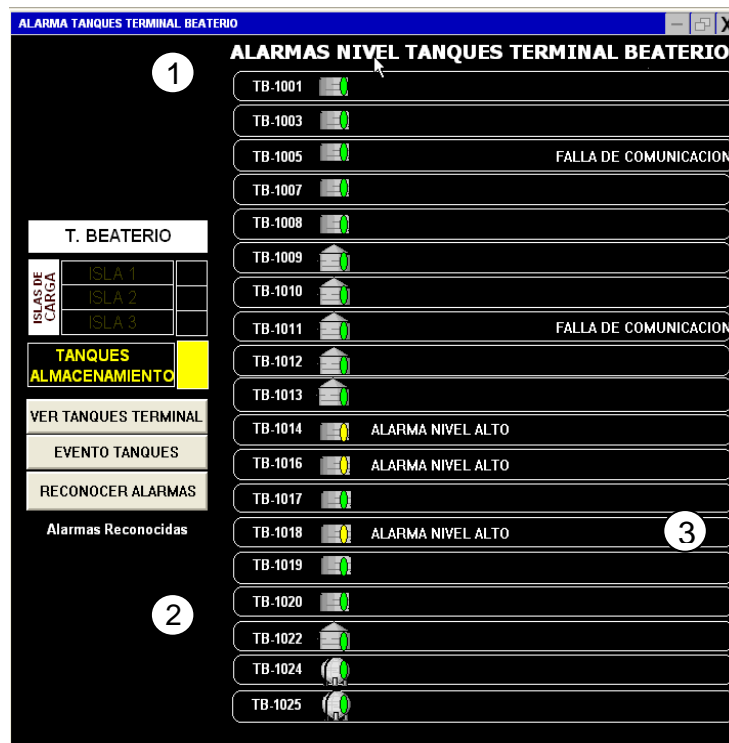 ALARMA TANQUES TERMINAL BEATERIO
ALARMAS NIVEL TANQUES TERMINAL BEATERIO
1
TB-1001
TB-1003
TB-1005 FALLA DE COMUNICACION
TB-1007
TB-1008
TB-1009
TB-1010
TB-1011 FALLA DE COMUNICACION
TB-1012
TB-1013
TB-1014 ALARMA NIVEL ALTO
TB-1016 ALARMA NIVEL ALTO
TB-1017
TB-1018 ALARMA NIVEL ALTO
3
TB-1019
TB-1020
TB-1022
TB-1024
TB-1025
T. BEATERIO
ISLAS DE
CARGA
ISLA 1
ISLA 2
ISLA 3
TANQUES
ALMACENAMIENTO
VER TANQUES TERMINAL
EVENTO TANQUES
RECONOCER ALARMAS
Alarmas Reconocidas
2